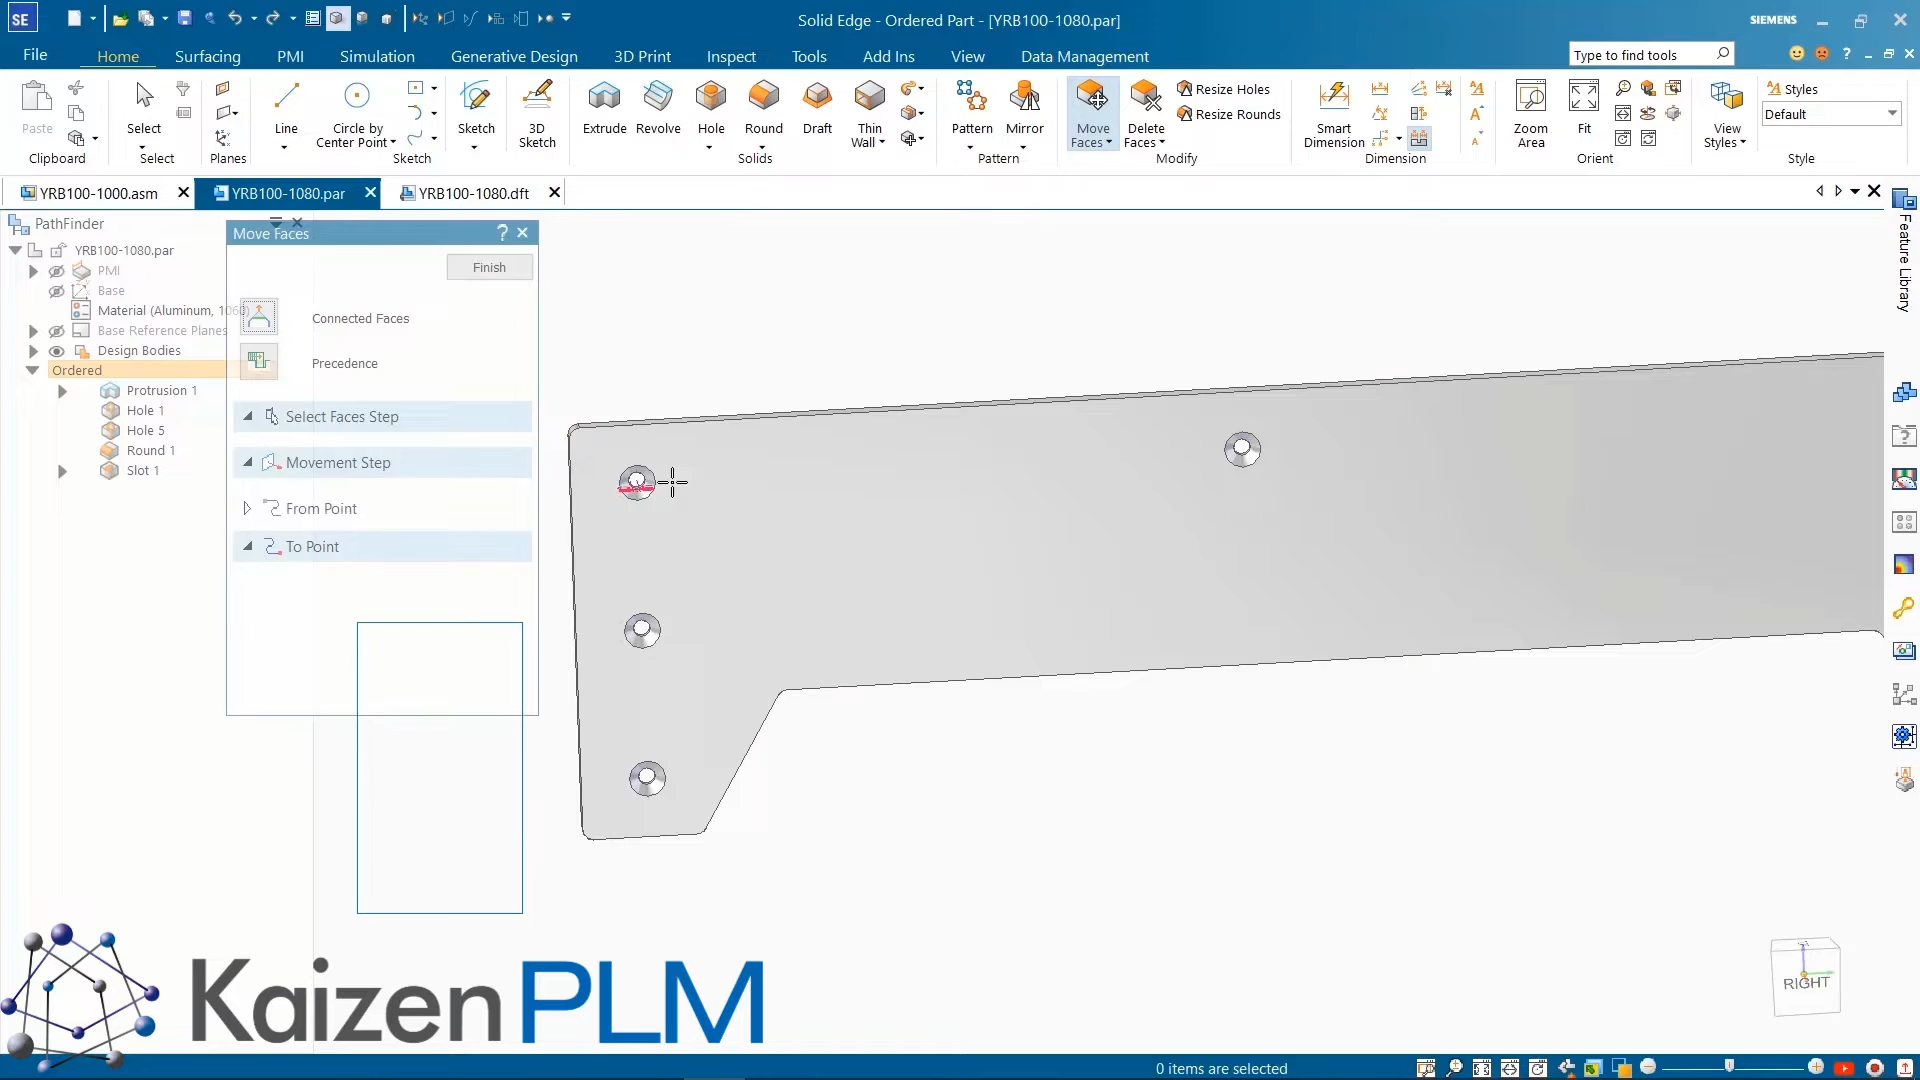 SE
Solid Edge - Ordered Part - [YRB100-1080.par]
SIEMENS
File
Home
Surfacing
PMI
Simulation
Generative Design
3D Print
Inspect
Tools
Add Ins
View
Data Management
Type to find tools
Paste
Clipboard
Select
Select
Planes
Line
Circle by
Center Point
Sketch
3D
Sketch
Sketch
Extrude
Revolve
Hole
Round
Draft
Thin
Wall
Solids
Pattern
Mirror
Pattern
Move
Faces
Delete
Faces
Resize Holes
Resize Rounds
Modify
Smart
Dimension
Dimension
Zoom
Area
Fit
Orient
View
Styles
Styles
Default
Style
YRB100-1000.asm
YRB100-1080.par
YRB100-1080.dft
PathFinder
YRB100-1080.par
PMI
Base
Material (Aluminum, 1060)
Base Reference Planes
Design Bodies
Ordered
Protrusion 1
Hole 1
Hole 5
Round 1
Slot 1
Move Faces
Finish
Connected Faces
Precedence
Select Faces Step
Movement Step
From Point
To Point
Feature Library
RIGHT
Kaizen PLM
0 items are selected